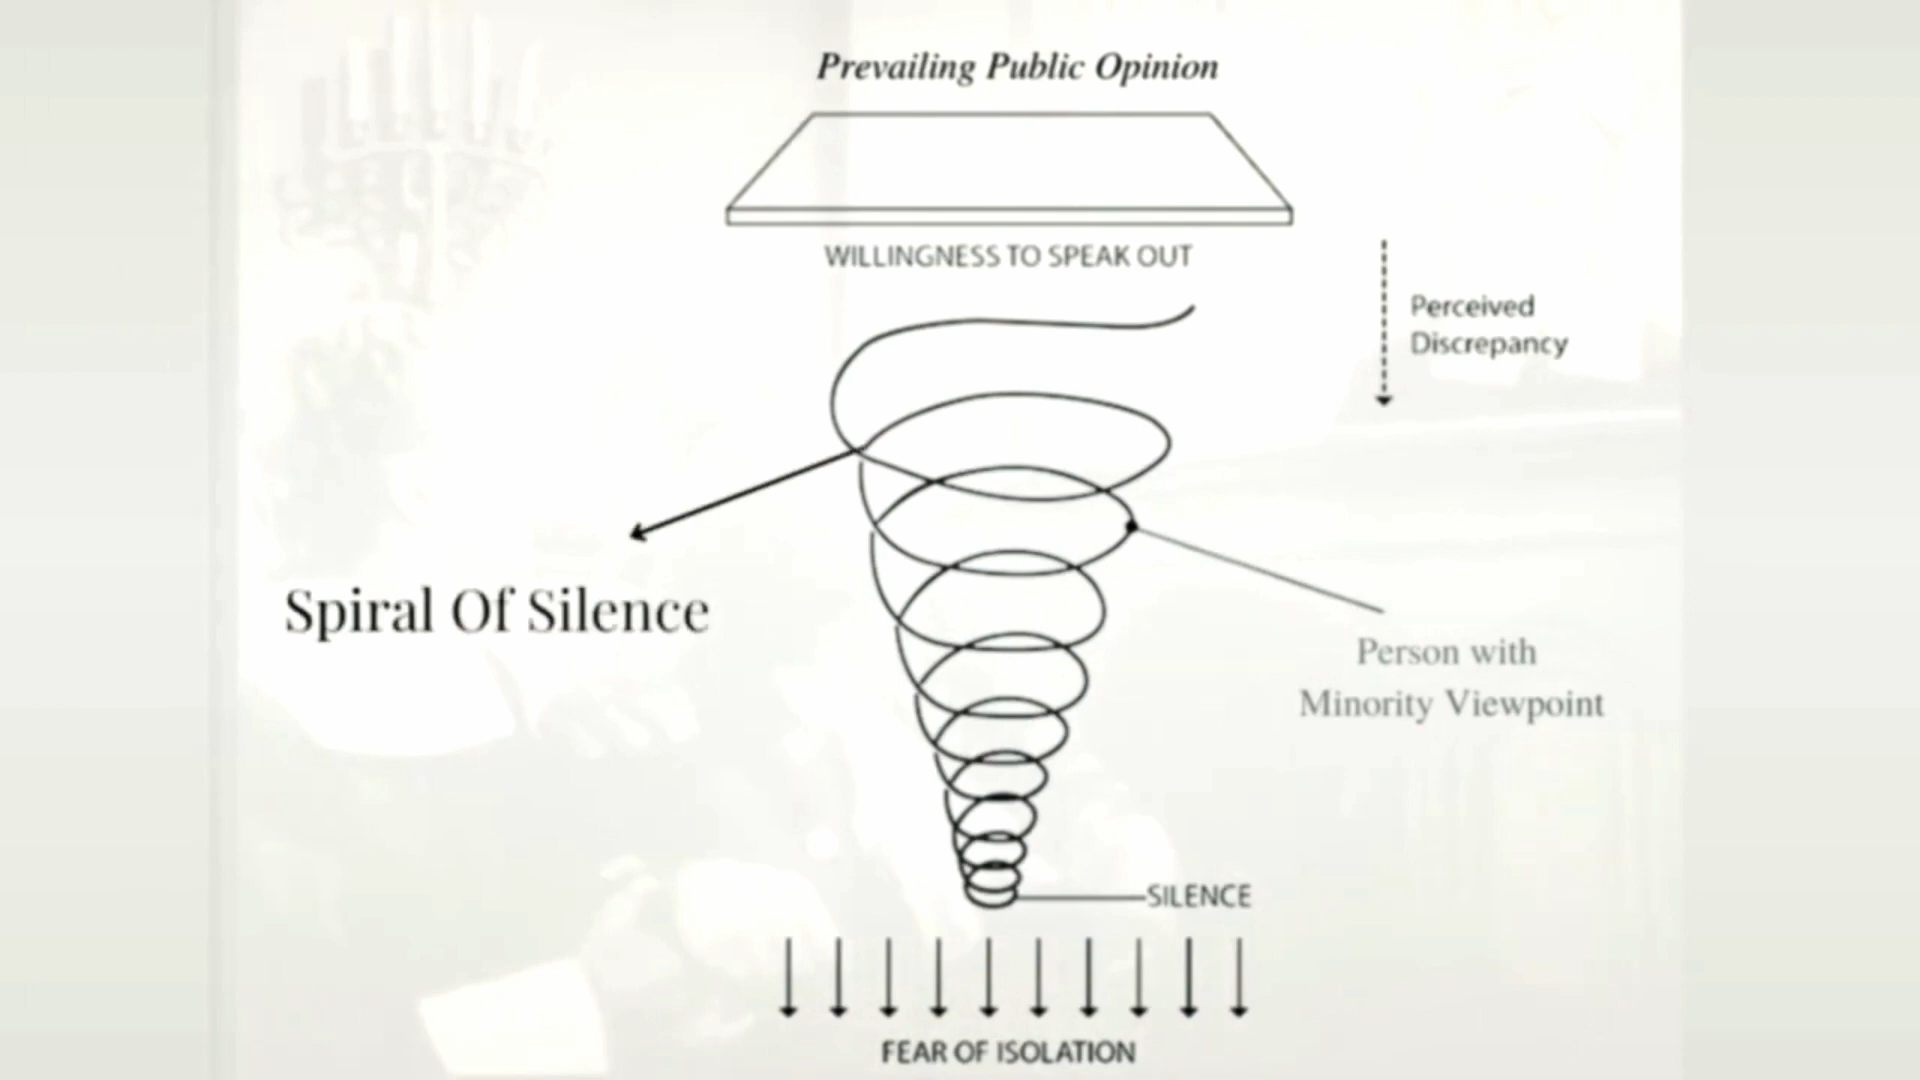 Prevailing Public Opinion
WILLINGNESS TO SPEAK OUT
Perceived
Discrepancy
Spiral Of Silence
Person with
Minority Viewpoint
SILENCE
FEAR OF ISOLATION